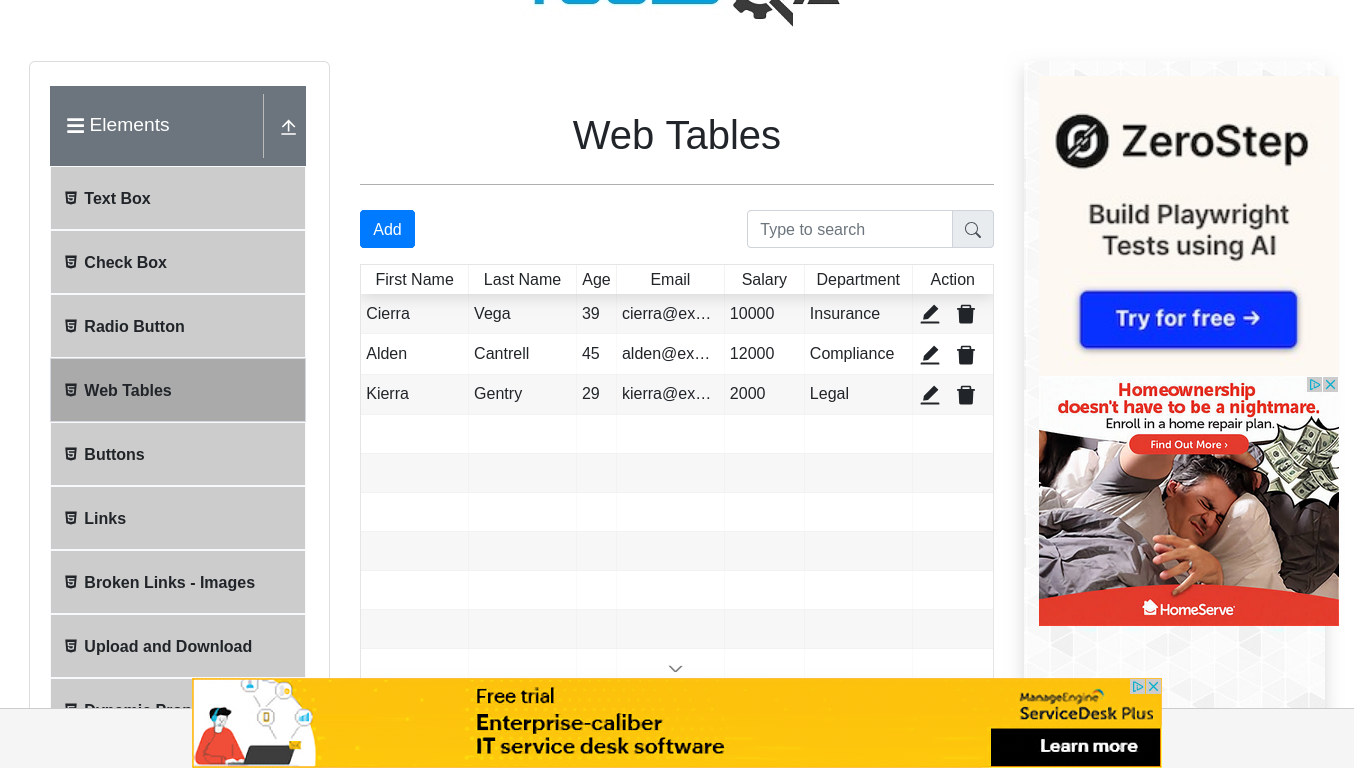 Elements
Text Box
Check Box
Radio Button
Web Tables
Buttons
Links
Broken Links - Images
Upload and Download
Web Tables
Add
Type to search
First Name Last Name Age Email Salary Department Action
Cierra Vega 39 cierra@ex… 10000 Insurance
Alden Cantrell 45 alden@ex… 12000 Compliance
Kierra Gentry 29 kierra@ex… 2000 Legal
ZeroStep
Build Playwright
Tests using AI
Try for free →
Homeownership
doesn't have to be a nightmare.
Enroll in a home repair plan.
Find Out More ›
HomeServe
Free trial
Enterprise-caliber
IT service desk software
ManageEngine
ServiceDesk Plus
Learn more